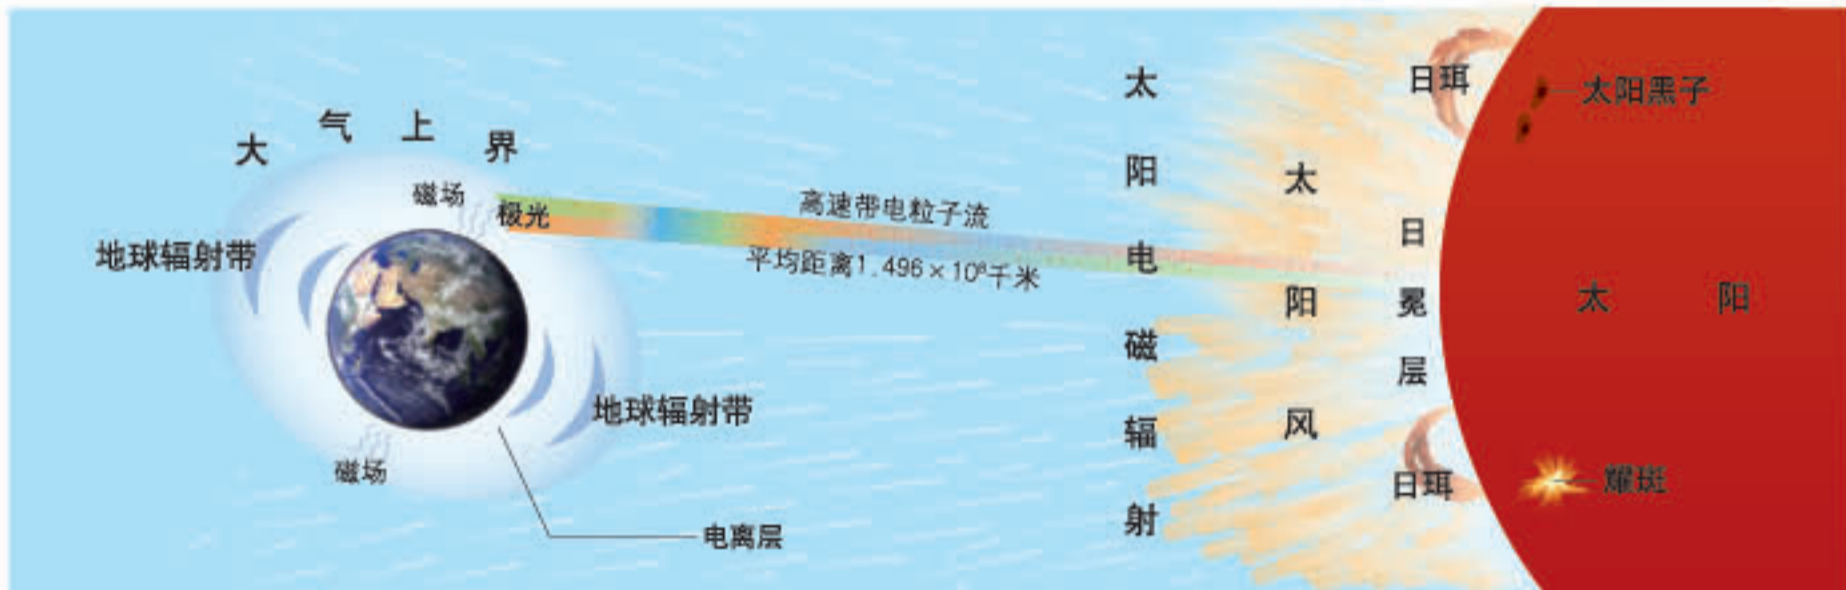 大气上界
磁场
极光
地球辐射带
地球辐射带
磁场
电离层
高速带电粒子流
平均距离1.496×10⁸千米
太阳电磁辐射
太阳风
日珥
日冕层
日珥
太阳黑子
太阳
耀斑